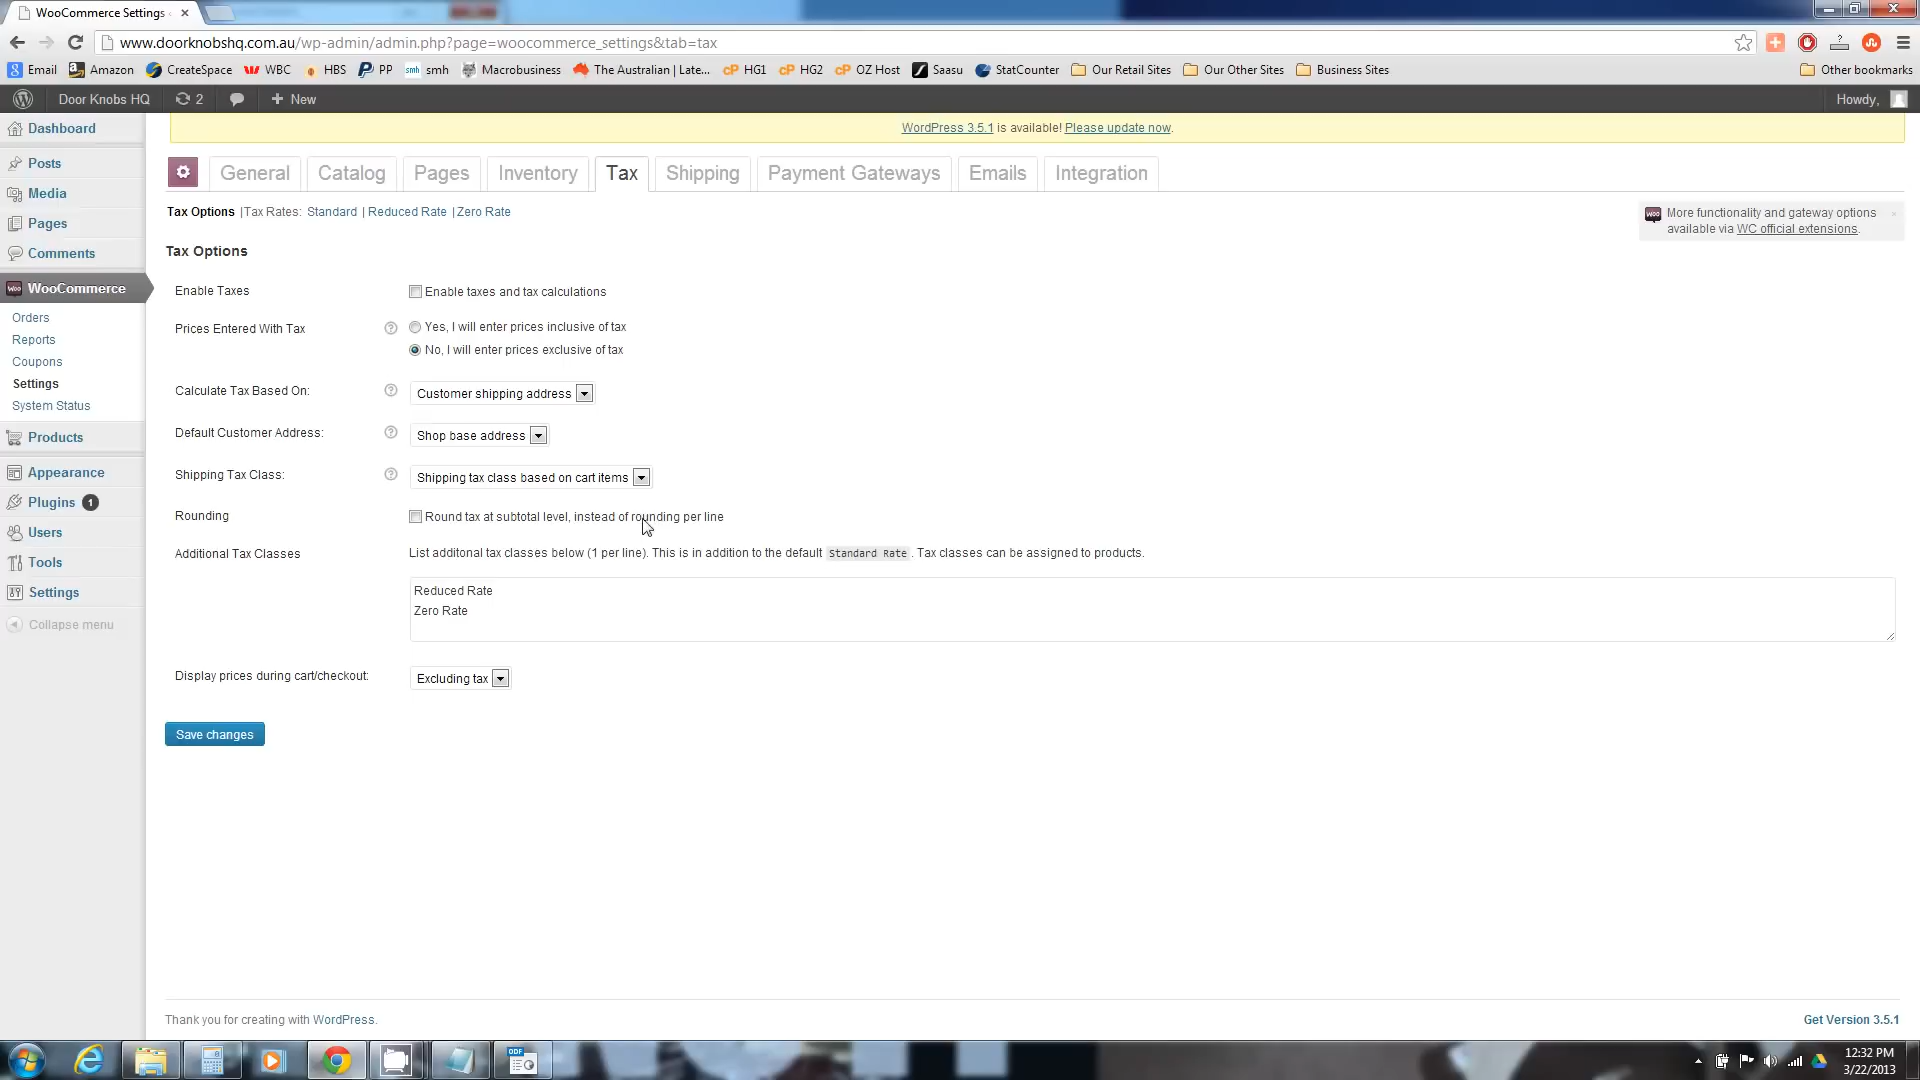 WooCommerce Settings
www.doorknobshq.com.au/wp-admin/admin.php?page=woocommerce_settings&tab=tax
Email Amazon CreateSpace WBC HBS PP smh smh Macrobusiness The Australian | Late... cP HG1 cP HG2 cP OZ Host Saasu StatCounter Our Retail Sites Our Other Sites Business Sites Other bookmarks
Door Knobs HQ 2 + New Howdy,
WordPress 3.5.1 is available! Please update now.
Dashboard
Posts
Media
Pages
Comments
WooCommerce
Orders
Reports
Coupons
Settings
System Status
Products
Appearance
Plugins 1
Users
Tools
Settings
Collapse menu
General Catalog Pages Inventory Tax Shipping Payment Gateways Emails Integration
Tax Options | Tax Rates: Standard | Reduced Rate | Zero Rate
More functionality and gateway options
available via WC official extensions.
Tax Options
Enable Taxes Enable taxes and tax calculations
Prices Entered With Tax Yes, I will enter prices inclusive of tax
No, I will enter prices exclusive of tax
Calculate Tax Based On: Customer shipping address
Default Customer Address: Shop base address
Shipping Tax Class: Shipping tax class based on cart items
Rounding Round tax at subtotal level, instead of rounding per line
Additional Tax Classes List additonal tax classes below (1 per line). This is in addition to the default Standard Rate. Tax classes can be assigned to products.
Reduced Rate
Zero Rate
Display prices during cart/checkout: Excluding tax
Save changes
Thank you for creating with WordPress. Get Version 3.5.1
ODF
12:32 PM
3/22/2013